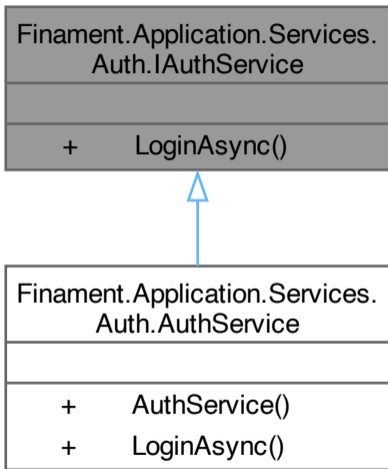 Finament.Application.Services.
Auth.IAuthService
+ LoginAsync()
Finament.Application.Services.
Auth.AuthService
+ AuthService()
+ LoginAsync()